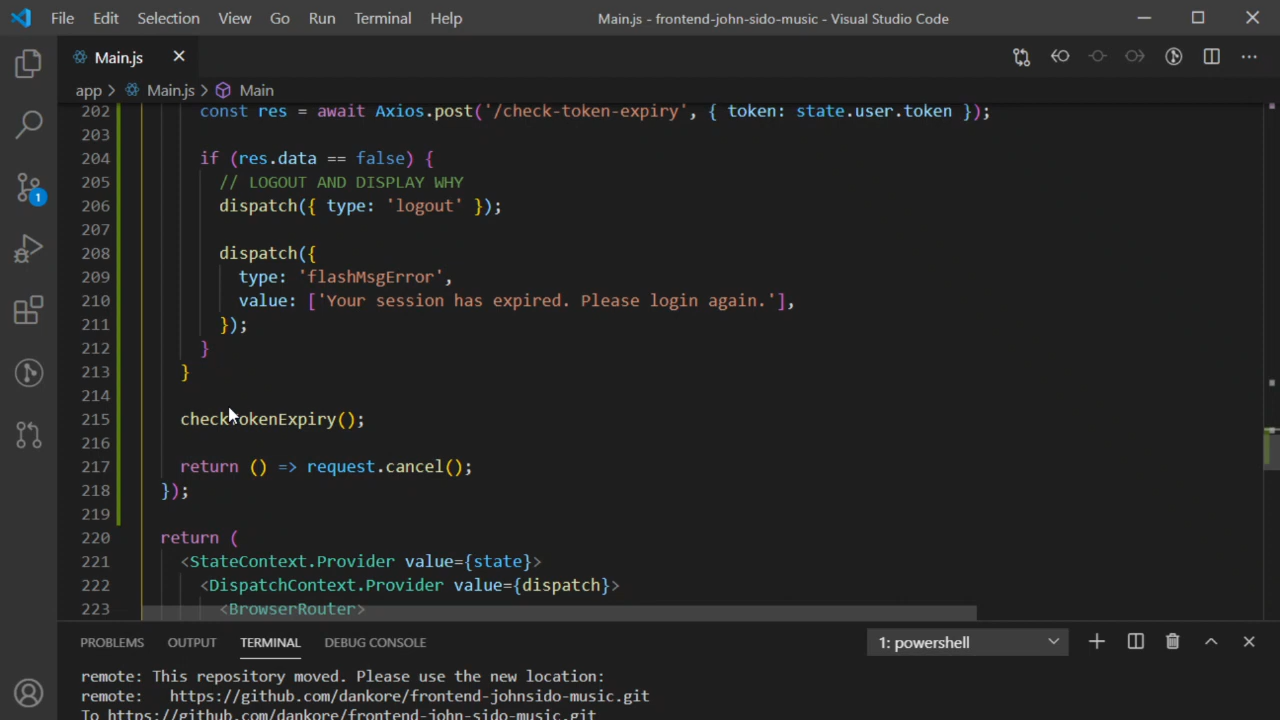 File Edit Selection View Go Run Terminal Help Main.js - frontend-john-sido-music - Visual Studio Code
Main.js
app > Main.js > Main
202 const res = await Axios.post('/check-token-expiry', { token: state.user.token });
203
204 if (res.data == false) {
205 // LOGOUT AND DISPLAY WHY
206 dispatch({ type: 'logout' });
207
208 dispatch({
209 type: 'flashMsgError',
210 value: ['Your session has expired. Please login again.'],
211 });
212 }
213 }
214
215 checkTokenExpiry();
216
217 return () => request.cancel();
218 });
219
220 return (
221 <StateContext.Provider value={state}>
222 <DispatchContext.Provider value={dispatch}>
223 <BrowserRouter>
1
PROBLEMS OUTPUT TERMINAL DEBUG CONSOLE 1: powershell
remote: This repository moved. Please use the new location:
remote: https://github.com/dankore/frontend-johnsido-music.git
To https://github.com/dankore/frontend-john-sido-music.git